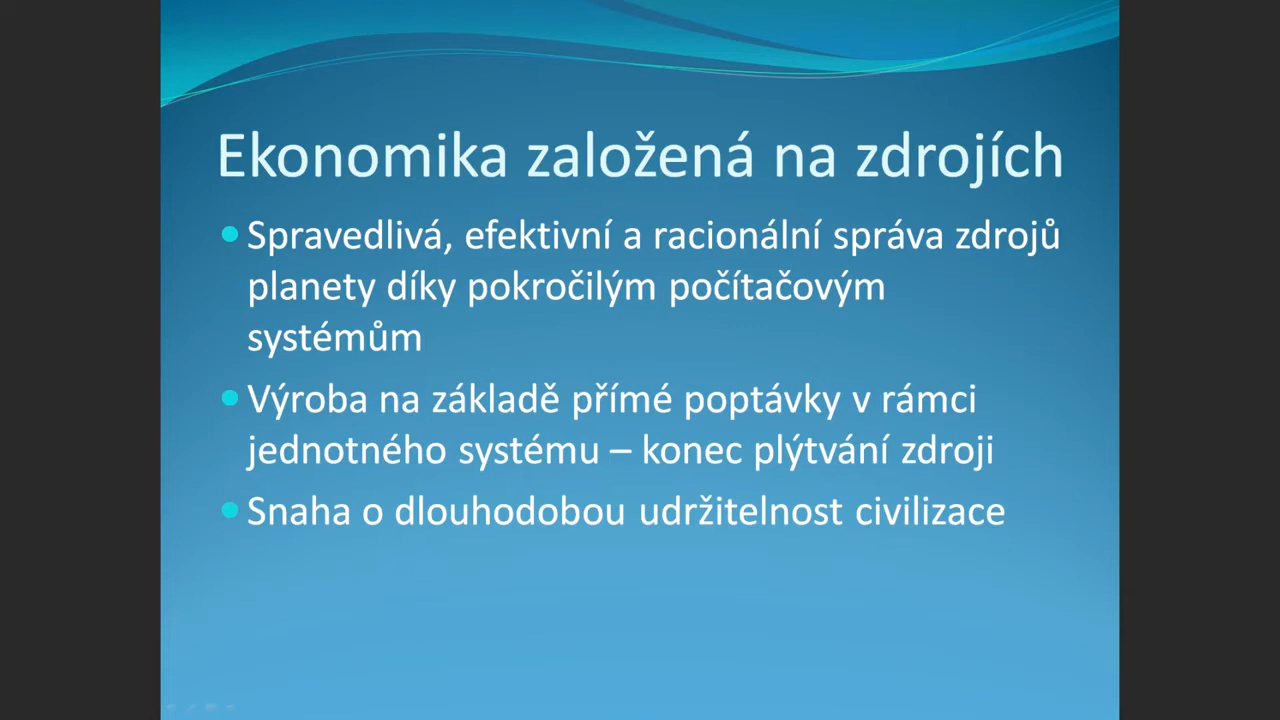 Ekonomika založená na zdrojích
Spravedlivá, efektivní a racionální správa zdrojů
planety díky pokročilým počítačovým
systémům
Výroba na základě přímé poptávky v rámci
jednotného systému – konec plýtvání zdroji
Snaha o dlouhodobou udržitelnost civilizace